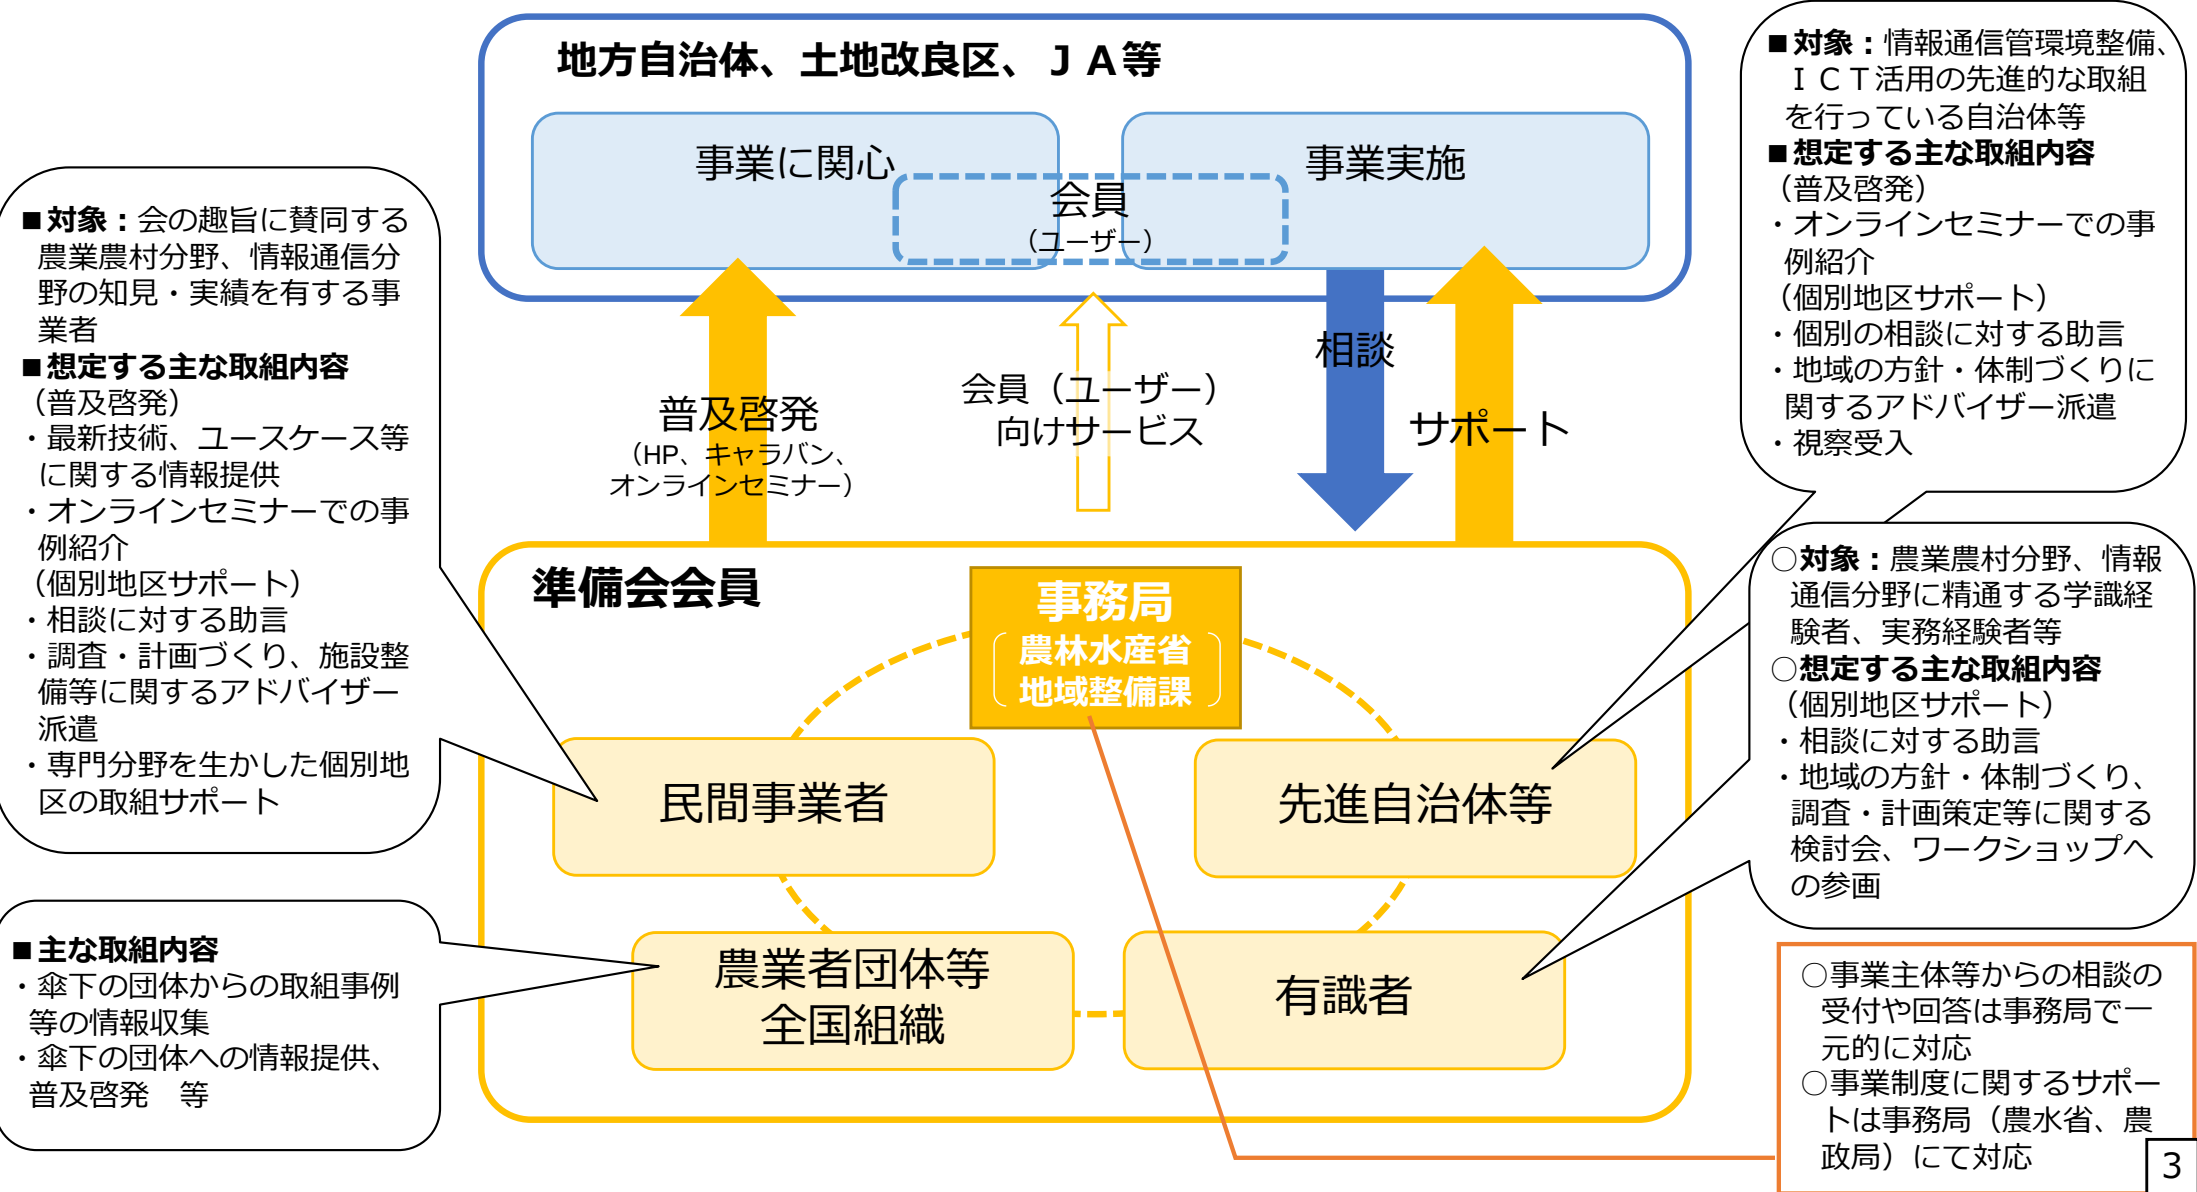 地方自治体、土地改良区、ＪＡ等
事業に関心
事業実施
会員
（ユーザー）
普及啓発
（HP、キャラバン、
オンラインセミナー）
会員（ユーザー）
向けサービス
相談
サポート
準備会会員
事務局
農林水産省
地域整備課
民間事業者
先進自治体等
農業者団体等
全国組織
有識者
■対象：会の趣旨に賛同する
農業農村分野、情報通信分
野の知見・実績を有する事
業者
■想定する主な取組内容
（普及啓発）
・最新技術、ユースケース等
に関する情報提供
・オンラインセミナーでの事
例紹介
（個別地区サポート）
・相談に対する助言
・調査・計画づくり、施設整
備等に関するアドバイザー
派遣
・専門分野を生かした個別地
区の取組サポート
■主な取組内容
・傘下の団体からの取組事例
等の情報収集
・傘下の団体への情報提供、
普及啓発　等
■対象：情報通信管環境整備、
ＩＣＴ活用の先進的な取組
を行っている自治体等
■想定する主な取組内容
（普及啓発）
・オンラインセミナーでの事
例紹介
（個別地区サポート）
・個別の相談に対する助言
・地域の方針・体制づくりに
関するアドバイザー派遣
・視察受入
○対象：農業農村分野、情報
通信分野に精通する学識経
験者、実務経験者等
○想定する主な取組内容
（個別地区サポート）
・相談に対する助言
・地域の方針・体制づくり、
調査・計画策定等に関する
検討会、ワークショップへ
の参画
○事業主体等からの相談の
受付や回答は事務局で一
元的に対応
○事業制度に関するサポー
トは事務局（農水省、農
政局）にて対応
3